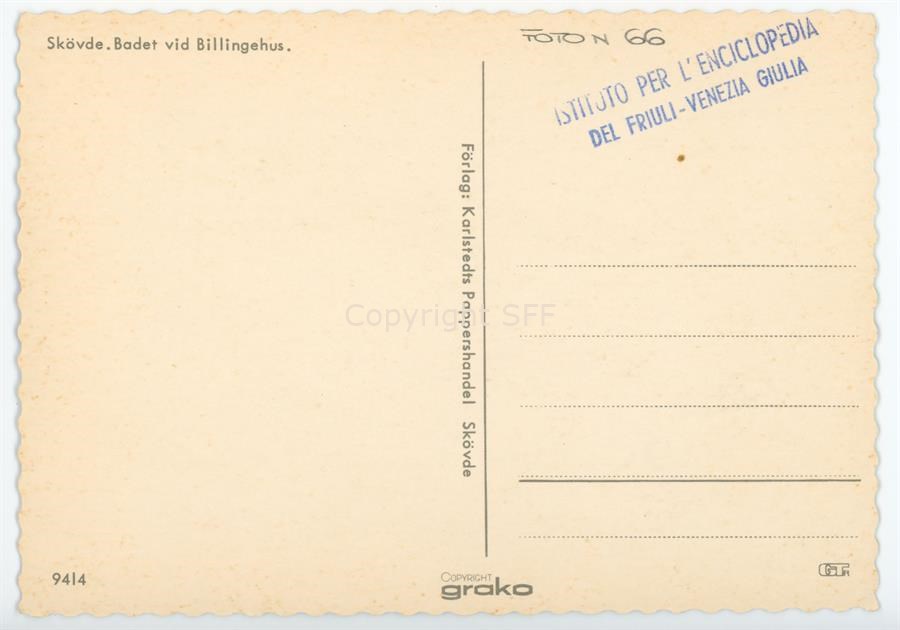 Skövde. Badet vid Billingehus.
FOTO N 66
ISTITUTO PER L'ENCICLOPEDIA
DEL FRIULI-VENEZIA GIULIA
Förlag: Karlstedts Pappershandel Skövde
Copyright SFF
9414
COPYRIGHT
grako